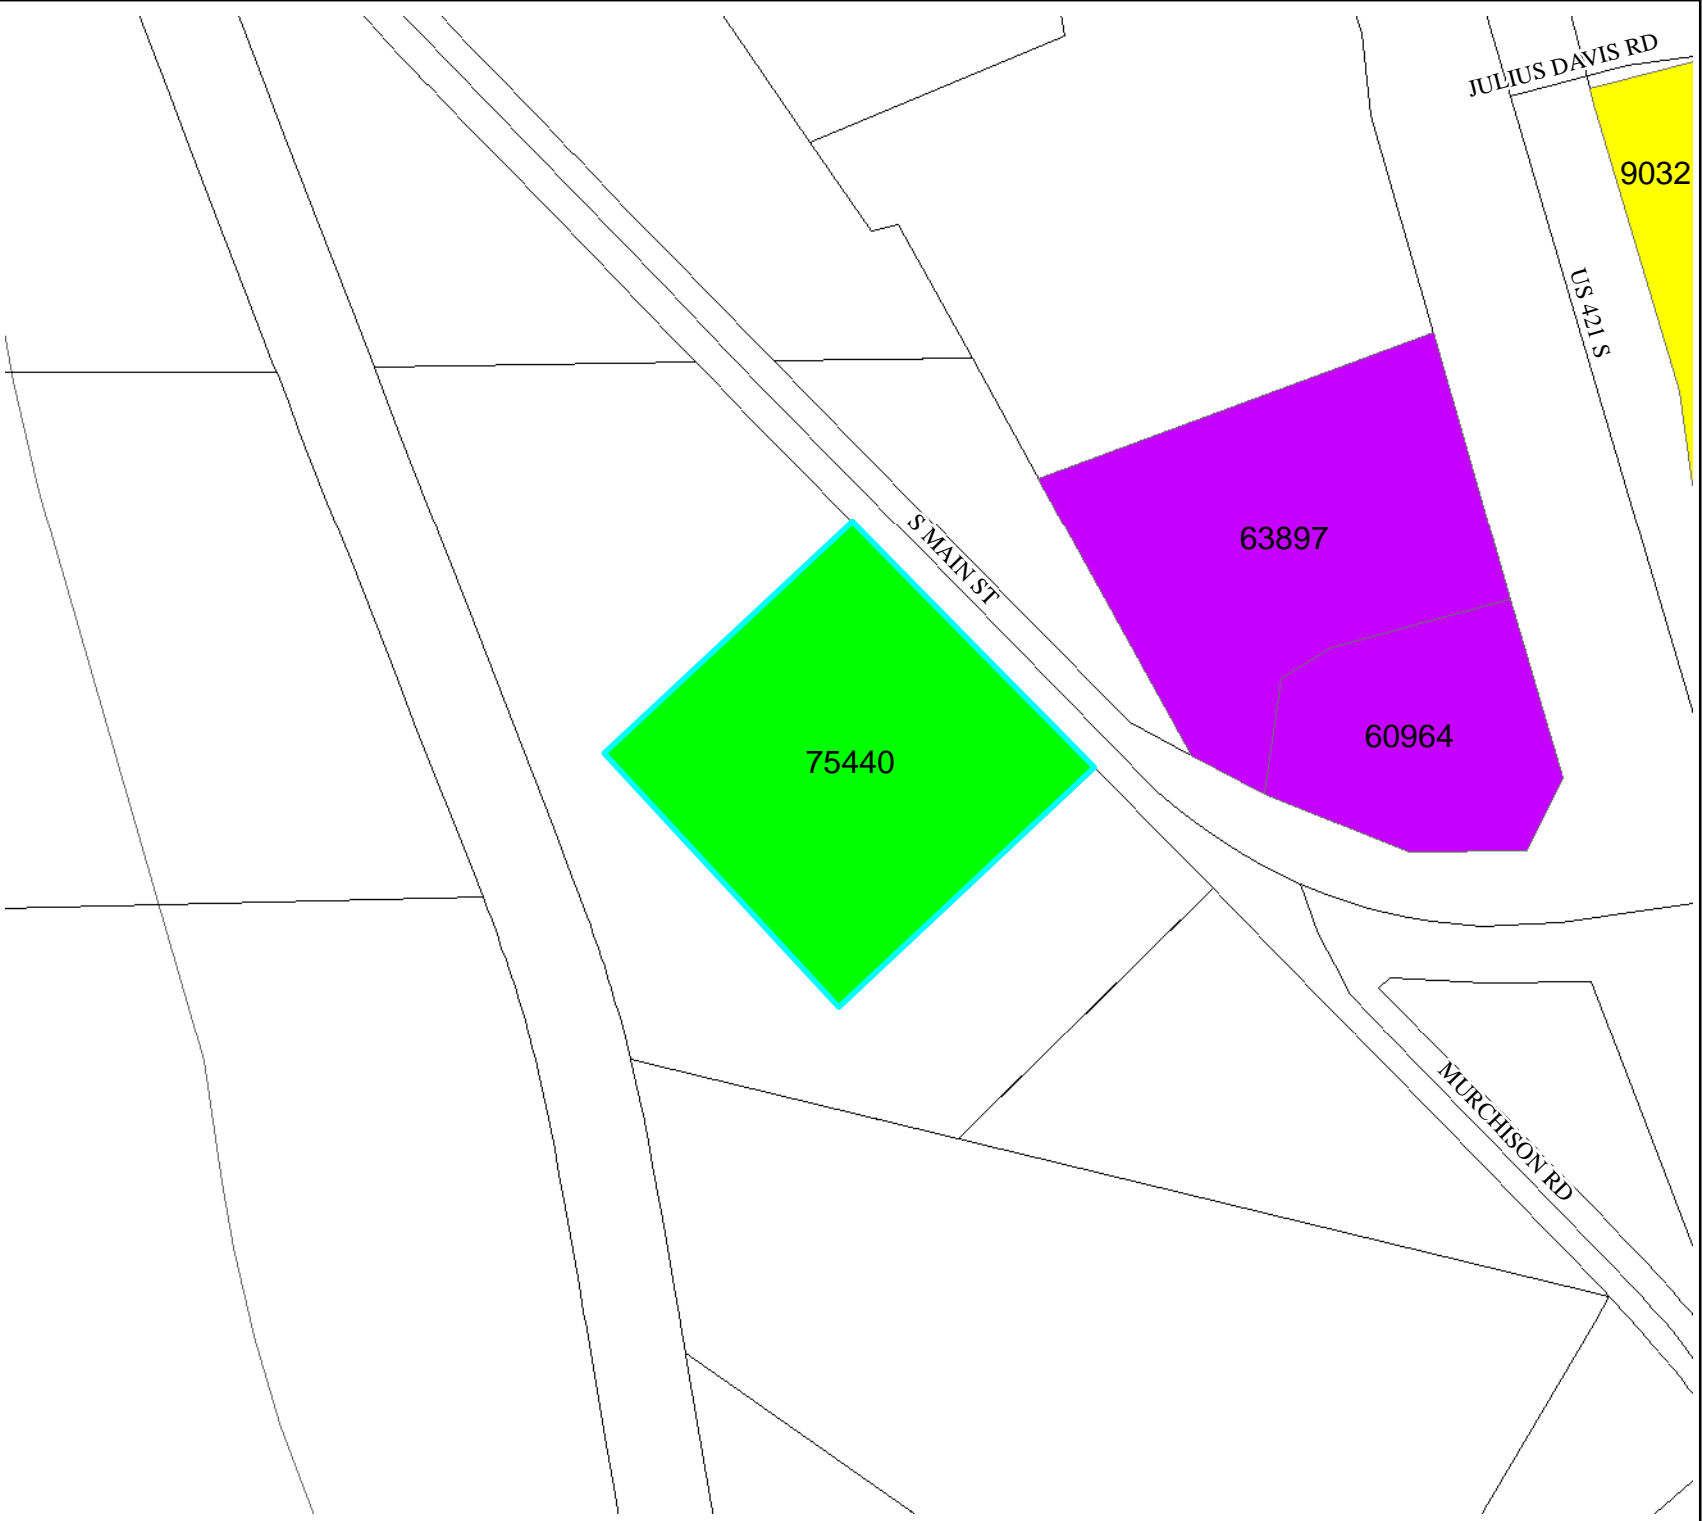 JULIUS DAVIS RD
9032
US 421 S
63897
S MAIN ST
60964
75440
MURCHISON RD